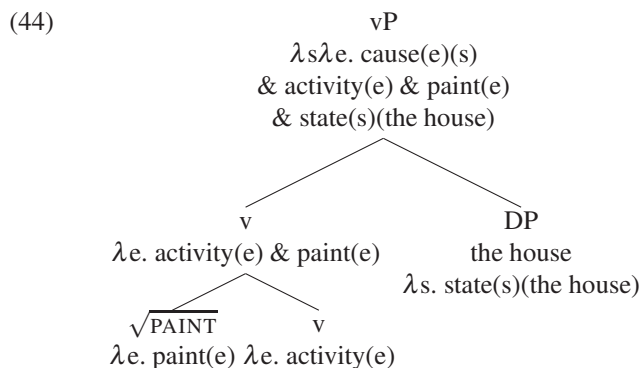 (44) vP
λsλe. cause(e)(s)
& activity(e) & paint(e)
& state(s)(the house)
v DP
λe. activity(e) & paint(e) the house
λs. state(s)(the house)
√PAINT v
λe. paint(e) λe. activity(e)